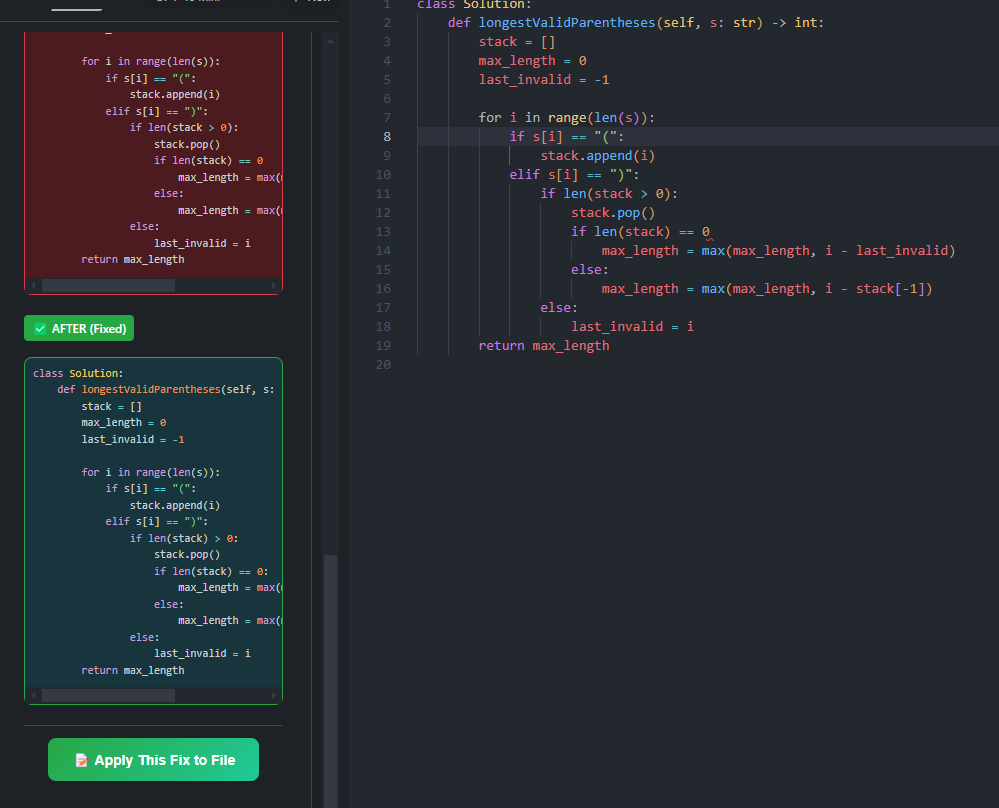 for i in range(len(s)):
if s[i] == "(":
stack.append(i)
elif s[i] == ")":
if len(stack > 0):
stack.pop()
if len(stack) == 0
max_length = max(
else:
max_length = max(
else:
last_invalid = i
return max_length
AFTER (Fixed)
class Solution:
def longestValidParentheses(self, s:
stack = []
max_length = 0
last_invalid = -1
for i in range(len(s)):
if s[i] == "(":
stack.append(i)
elif s[i] == ")":
if len(stack) > 0:
stack.pop()
if len(stack) == 0:
max_length = max(
else:
max_length = max(
else:
last_invalid = i
return max_length
Apply This Fix to File
1 class Solution:
2 def longestValidParentheses(self, s: str) -> int:
3 stack = []
4 max_length = 0
5 last_invalid = -1
6
7 for i in range(len(s)):
8 if s[i] == "(":
9 stack.append(i)
10 elif s[i] == ")":
11 if len(stack > 0):
12 stack.pop()
13 if len(stack) == 0
14 max_length = max(max_length, i - last_invalid)
15 else:
16 max_length = max(max_length, i - stack[-1])
17 else:
18 last_invalid = i
19 return max_length
20